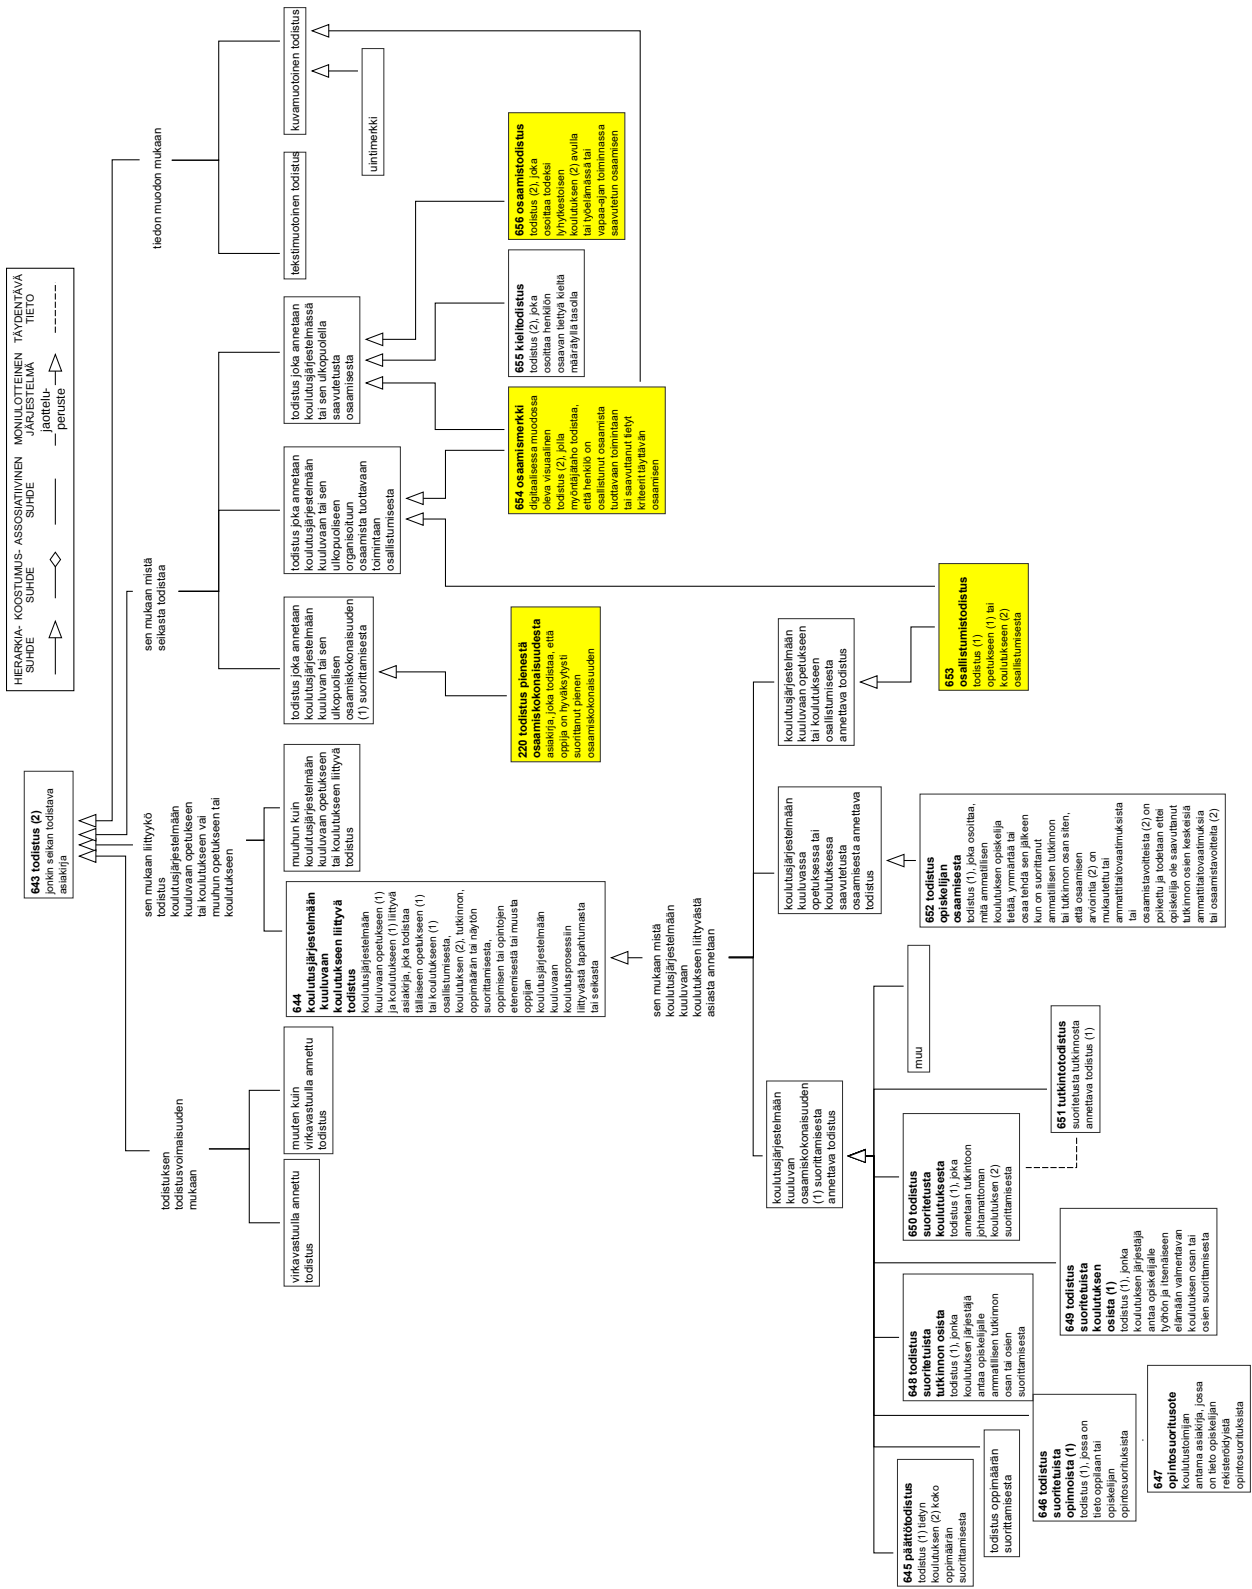 HIERARKIA-
SUHDE
KOOSTUMUS-
SUHDE
ASSOSIATIIVINEN
SUHDE
MONIULOTTEINEN
JÄRJESTELMÄ
jaottelu-
peruste
TÄYDENTÄVÄ
TIETO
643 todistus (2)
jonkin seikan todistava
asiakirja
todistuksen
todistusvoimaisuuden
mukaan
sen mukaan liittyykö
todistus
koulutusjärjestelmään
kuuluvaan opetukseen
tai koulutukseen vai
muuhun opetukseen tai
koulutukseen
sen mukaan mistä
seikasta todistaa
tiedon muodon mukaan
virkavastuulla annettu
todistus
muuten kuin
virkavastuulla annettu
todistus
644
koulutusjärjestelmään
kuuluvaan
koulutukseen liittyvä
todistus
koulutusjärjestelmään
kuuluvaan opetukseen (1)
ja koulutukseen (1) liittyvä
asiakirja, joka todistaa
tällaiseen opetukseen (1)
tai koulutukseen (1)
osallistumisesta,
koulutuksen (2), tutkinnon,
oppimäärän tai näytön
suorittamisesta,
oppimisen tai opintojen
etenemisestä tai muusta
oppijan
koulutusjärjestelmään
kuuluvaan
koulutusprosessiin
liittyvästä tapahtumasta
tai seikasta
muuhun kuin
koulutusjärjestelmään
kuuluvaan opetukseen
tai koulutukseen liittyvä
todistus
todistus joka annetaan
koulutusjärjestelmään
kuuluvan tai sen
ulkopuolisen
osaamiskokonaisuuden
(1) suorittamisesta
todistus joka annetaan
koulutusjärjestelmään
kuuluvaan tai sen
ulkopuoliseen
organisoituun
osaamista tuottavaan
toimintaan
osallistumisesta
todistus joka annetaan
koulutusjärjestelmässä
tai sen ulkopuolella
saavutetusta
osaamisesta
tekstimuotoinen todistus
kuvamuotoinen todistus
uintimerkki
220 todistus pienestä
osaamiskokonaisuudesta
asiakirja, joka todistaa, että
oppija on hyväksytysti
suorittanut pienen
osaamiskokonaisuuden
654 osaamismerkki
digitaalisessa muodossa
oleva visuaalinen
todistus (2), jolla
myöntäjätaho todistaa,
että henkilö on
osallistunut osaamista
tuottavaan toimintaan
tai saavuttanut tietyt
kriteerit täyttävän
osaamisen
655 kielitodistus
todistus (2), joka
osoittaa henkilön
osaavan tiettyä kieltä
määrätyllä tasolla
656 osaamistodistus
todistus (2), joka
osoittaa todeksi
lyhytkestoisen
koulutuksen (2) avulla
tai työelämässä tai
vapaa-ajan toiminnassa
saavutetun osaamisen
sen mukaan mistä
koulutusjärjestelmään
kuuluvaan
koulutukseen liittyvästä
asiasta annetaan
koulutusjärjestelmään
kuuluvan
osaamiskokonaisuuden
(1) suorittamisesta
annettava todistus
koulutusjärjestelmään
kuuluvassa
opetuksessa tai
koulutuksessa
saavutetusta
osaamisesta annettava
todistus
koulutusjärjestelmään
kuuluvaan opetukseen
tai koulutukseen
osallistumisesta
annettava todistus
645 päättötodistus
todistus (1) tietyn
koulutuksen (2) koko
oppimäärän
suorittamisesta
todistus oppimäärän
suorittamisesta
646 todistus
suoritetuista
opinnoista (1)
todistus (1), jossa on
tieto oppilaan tai
opiskelijan
opintosuorituksista
647
opintosuoritusote
koulutustoimijan
antama asiakirja, jossa
on tieto opiskelijan
rekisteröidyistä
opintosuorituksista
648 todistus
suoritetuista
tutkinnon osista
todistus (1), jonka
koulutuksen järjestäjä
antaa opiskelijalle
ammatillisen tutkinnon
osan tai osien
suorittamisesta
649 todistus
suoritetuista
koulutuksen
osista (1)
todistus (1), jonka
koulutuksen järjestäjä
antaa opiskelijalle
työhön ja itsenäiseen
elämään valmentavan
koulutuksen osan tai
osien suorittamisesta
650 todistus
suoritetusta
koulutuksesta
todistus (1), joka
annetaan tutkintoon
johtamattoman
koulutuksen (2)
suorittamisesta
651 tutkintotodistus
suoritetusta tutkinnosta
annettava todistus (1)
muu
652 todistus
opiskelijan
osaamisesta
todistus (1), joka osoittaa,
mitä ammatillisen
koulutuksen opiskelija
tietää, ymmärtää tai
osaa tehdä sen jälkeen
kun on suorittanut
ammatillisen tutkinnon
tai tutkinnon osan siten,
että osaamisen
arviointia (2) on
mukautettu tai
ammattitaitovaatimuksista
tai
osaamistavoitteista (2) on
poikettu ja todetaan ettei
opiskelija ole saavuttanut
tutkinnon osien keskeisiä
ammattitaitovaatimuksia
tai osaamistavoitteita (2)
653
osallistumistodistus
todistus (1)
opetukseen (1) tai
koulutukseen (2)
osallistumisesta